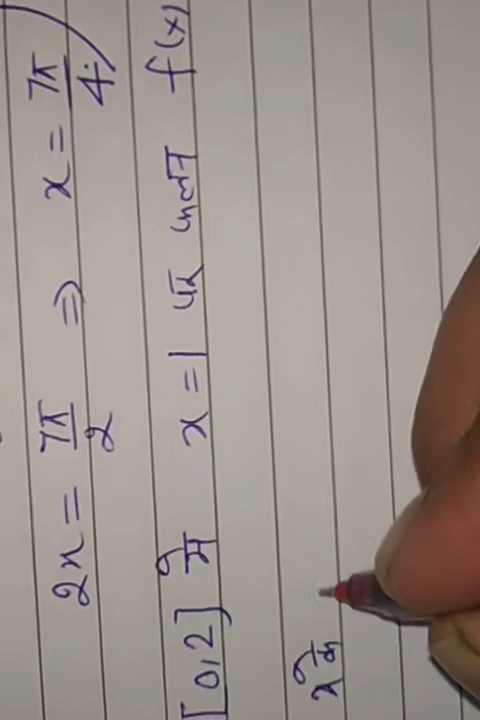 2x = 7π/2 ⇒ x = 7π/4
[0,2] में x = 1 पर फलन f(x)